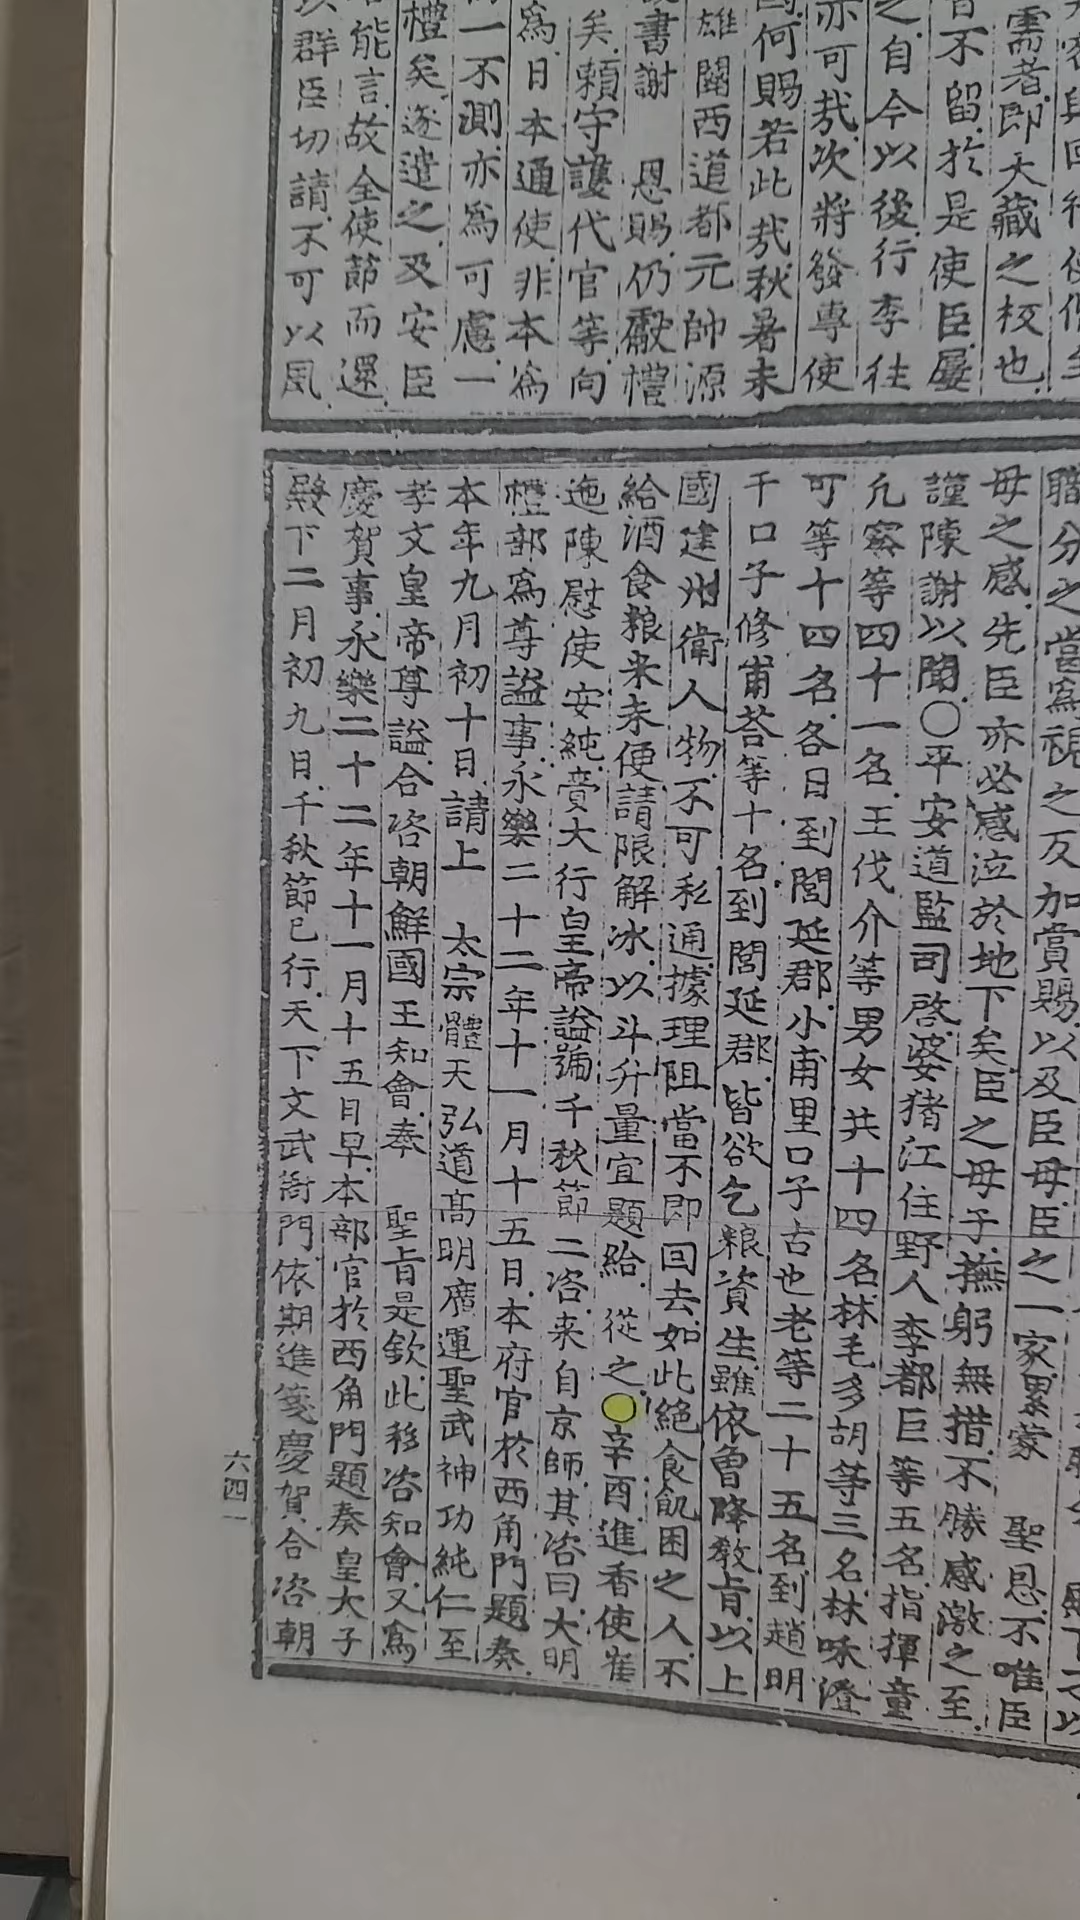 需者即大藏之校也
不留於是使臣屢
之自今以後行李往
亦可㢤次將發專使
何賜若此㢤秋暑未
雄關西道都元帥源
書謝　恩賜仍獻禮
矣賴守護代官等向
爲日本通使非本爲
一不測亦爲可慮一
禮矣遂遣之及安臣
能言故全使節而還
群臣切請不可以風
職分之當爲視之反加賞賜以及臣母臣之一家累蒙　聖恩不唯臣
母之感先臣亦必感泣於地下矣臣之母子撫躬無措不勝感激之至
謹陳謝以聞○平安道監司啓婆猪江住野人李都巨等五名指揮童
凣察等四十一名王伐介等男女共十四名林毛多胡等三名林哚澄
可等十四名各日到閭延郡小甫里口子古也老等二十五名到趙明
干口子修甫荅等十名到閭延郡皆欲乞粮資生雖依曾降敎旨以上
國建州衛人物不可私通據理阻當不即回去如此絕食飢困之人不
給酒食粮来未便請限解冰以斗升量宜題給　從之○辛酉進香使崔
迤陳慰使安純賫大行皇帝謚號千秋節二咨来自京師其咨曰大明
禮部爲尊謚事永樂二十二年十一月十五日本府官於西角門題奏
本年九月初十日請上　太宗體天弘道髙明廣運聖武神功純仁至
孝文皇帝尊謚合咨朝鮮國王知會奉　聖旨是欽此移咨知會又爲
慶賀事永樂二十二年十一月十五日早本部官於西角門題奏皇大子
殿下二月初九日千秋節已行天下文武衙門依期進箋慶賀合咨朝
六四一